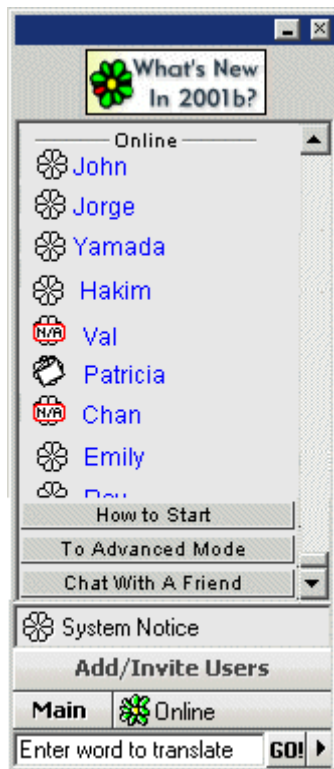 What's New
In 2001b?
Online
John
Jorge
Yamada
Hakim
N/A Val
Patricia
N/A Chan
Emily
How to Start
To Advanced Mode
Chat With A Friend
System Notice
Add/Invite Users
Main Online
Enter word to translate GO!